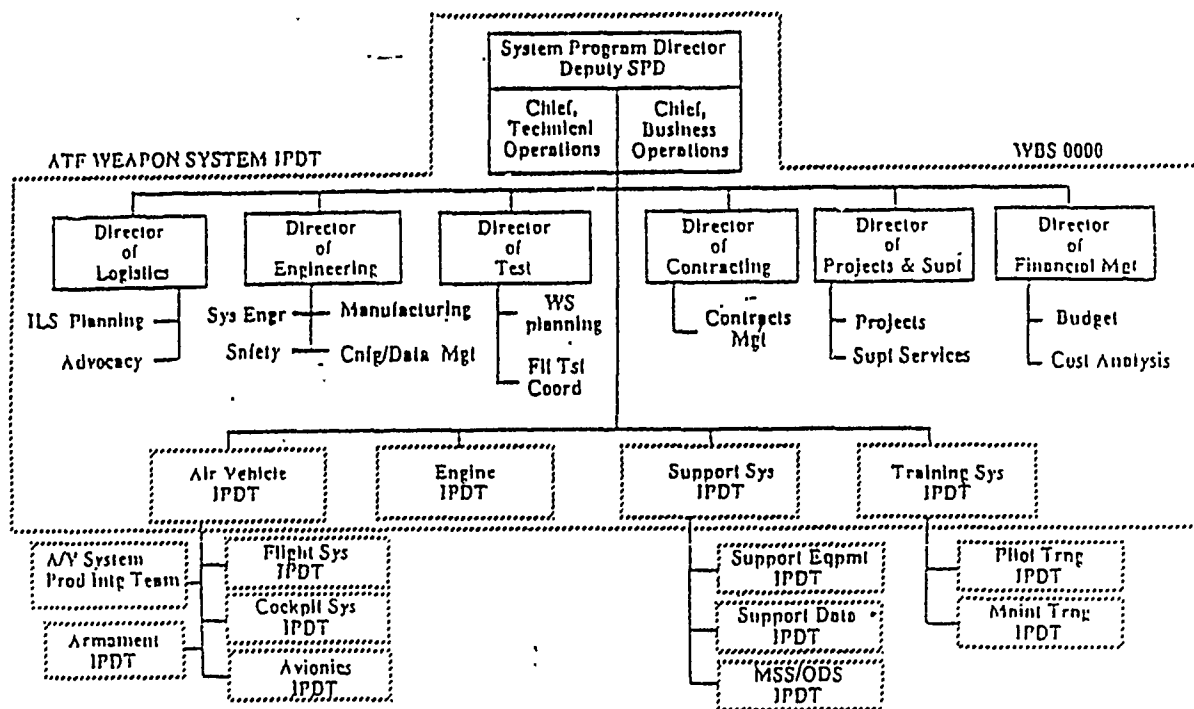 System Program Director
Deputy SPD
Chief,
Technical
Operations
Chief,
Business
Operations
ATF WEAPON SYSTEM IPDT
WBS 0000
Director
of
Logistics
Director
of
Engineering
Director
of
Test
Director
of
Contracting
Director
of
Projects & Supt
Director
of
Financial Mgt
ILS Planning
Advocacy
Sys Engr
Manufacturing
Safety
Cnfg/Data Mgt
WS
planning
Flt Tst
Coord
Contracts
Mgt
Projects
Supt Services
Budget
Cost Analysis
Air Vehicle
IPDT
Engine
IPDT
Support Sys
IPDT
Training Sys
IPDT
A/V System
Prod Intg Team
Flight Sys
IPDT
Cockpit Sys
IPDT
Armament
IPDT
Avionics
IPDT
Support Eqpmt
IPDT
Support Data
IPDT
MSS/ODS
IPDT
Pilot Trng
IPDT
Maint Trng
IPDT